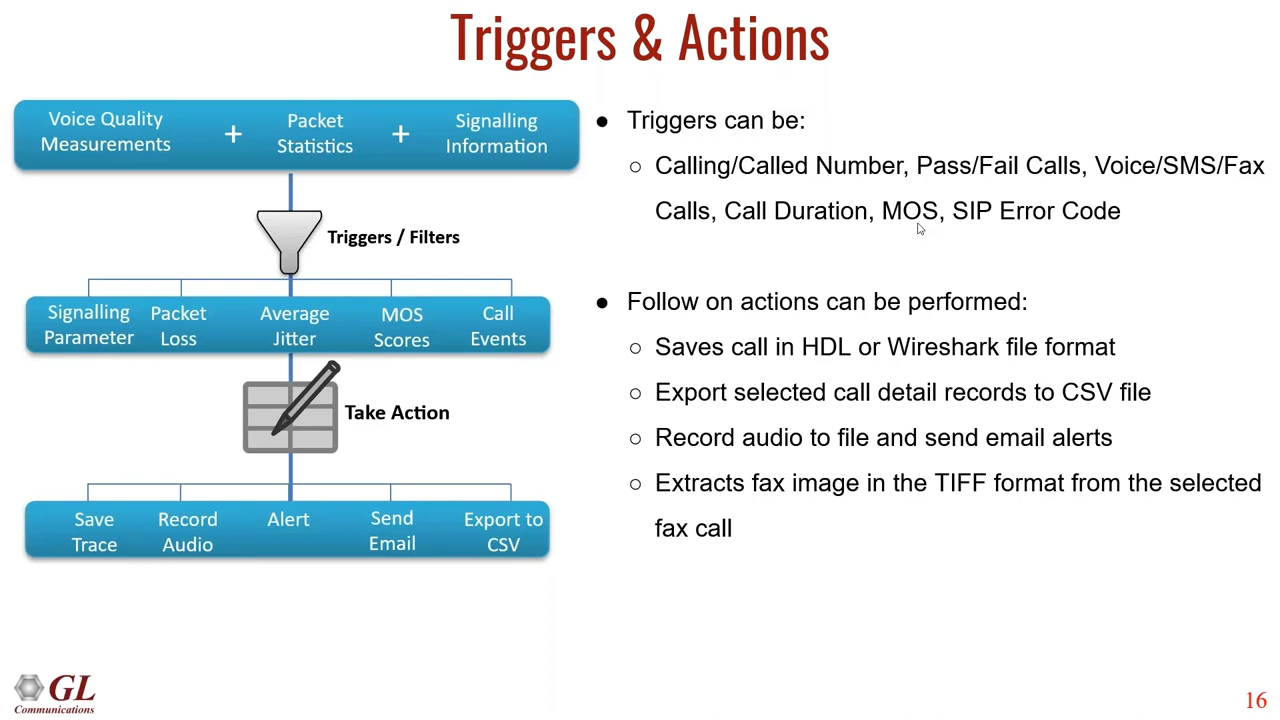 Triggers & Actions
Voice Quality
Measurements
+
Packet
Statistics
+
Signalling
Information
Triggers / Filters
Signalling
Parameter
Packet
Loss
Average
Jitter
MOS
Scores
Call
Events
Take Action
Save
Trace
Record
Audio
Alert
Send
Email
Export to
CSV
● Triggers can be:
○ Calling/Called Number, Pass/Fail Calls, Voice/SMS/Fax
Calls, Call Duration, MOS, SIP Error Code
● Follow on actions can be performed:
○ Saves call in HDL or Wireshark file format
○ Export selected call detail records to CSV file
○ Record audio to file and send email alerts
○ Extracts fax image in the TIFF format from the selected
fax call
GL
Communications
16